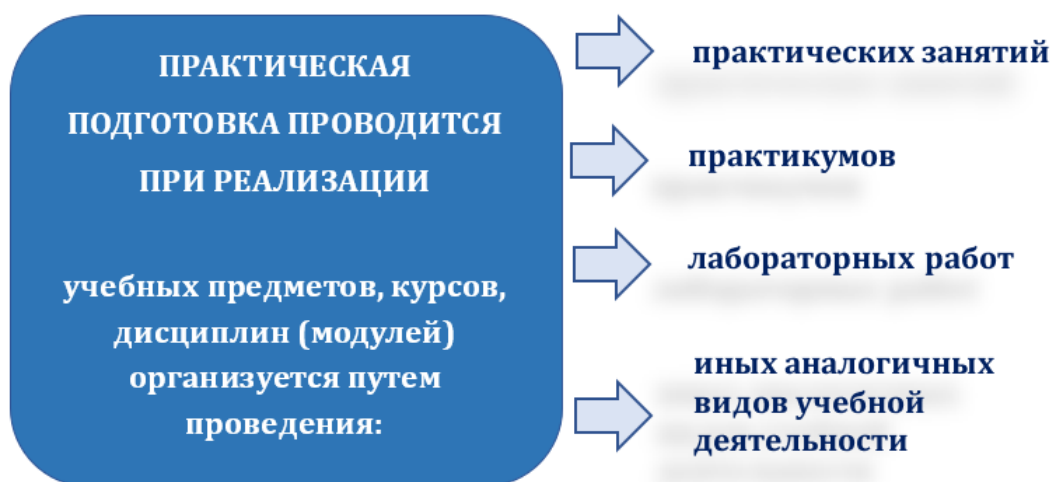 ПРАКТИЧЕСКАЯ
ПОДГОТОВКА ПРОВОДИТСЯ
ПРИ РЕАЛИЗАЦИИ
учебных предметов, курсов,
дисциплин (модулей)
организуется путем
проведения:
практических занятий
практикумов
лабораторных работ
иных аналогичных
видов учебной
деятельности